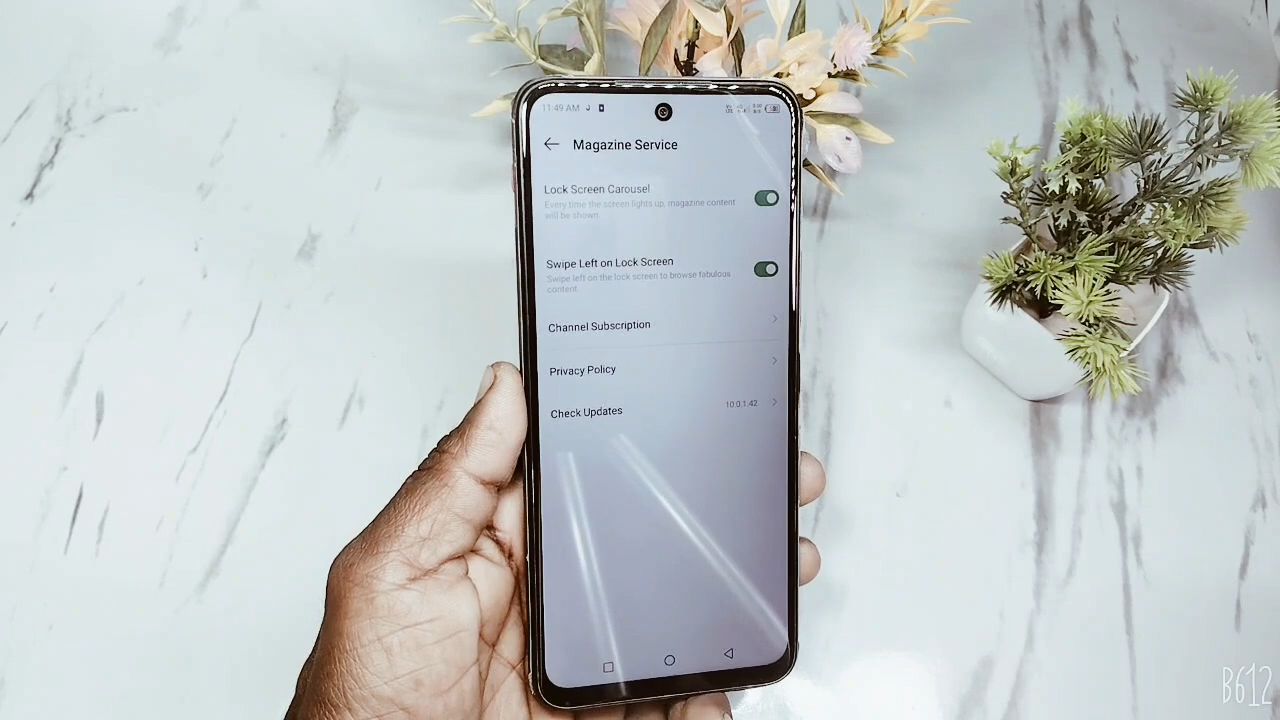 11:49 AM
Magazine Service
Lock Screen Carousel
Every time the screen lights up, magazine content
will be shown.
Swipe Left on Lock Screen
Swipe left on the lock screen to browse fabulous
content.
Channel Subscription
Privacy Policy
Check Updates 10.0.1.42
B612